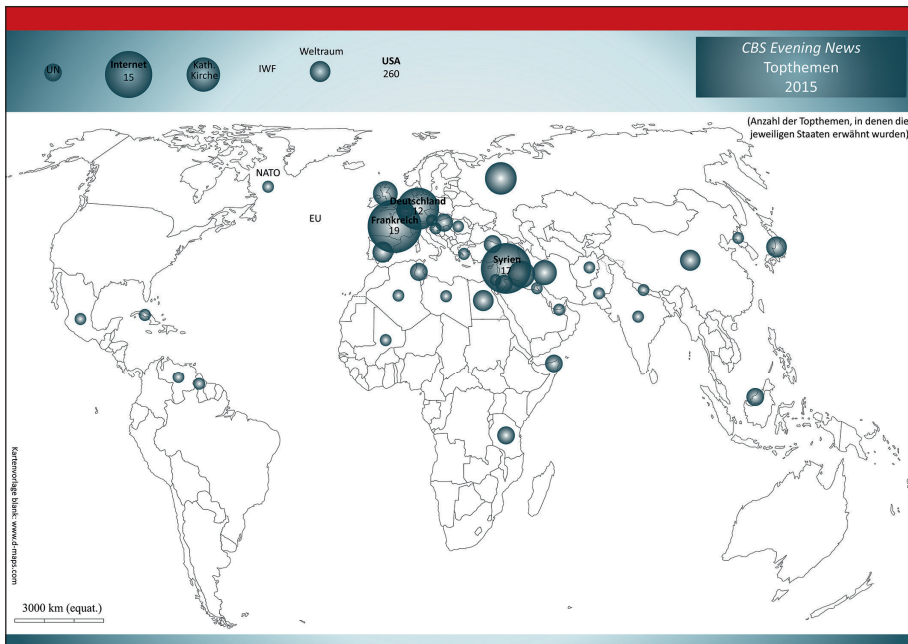 UN
Internet
15
Kath.
Kirche
IWF
Weltraum
USA
260
CBS Evening News
Topthemen
2015
(Anzahl der Topthemen, in denen die
jeweiligen Staaten erwähnt wurden)
NATO
EU
Deutschland
12
Frankreich
19
Syrien
17
Kartenvorlage blank: www.d-maps.com
3000 km (equat.)